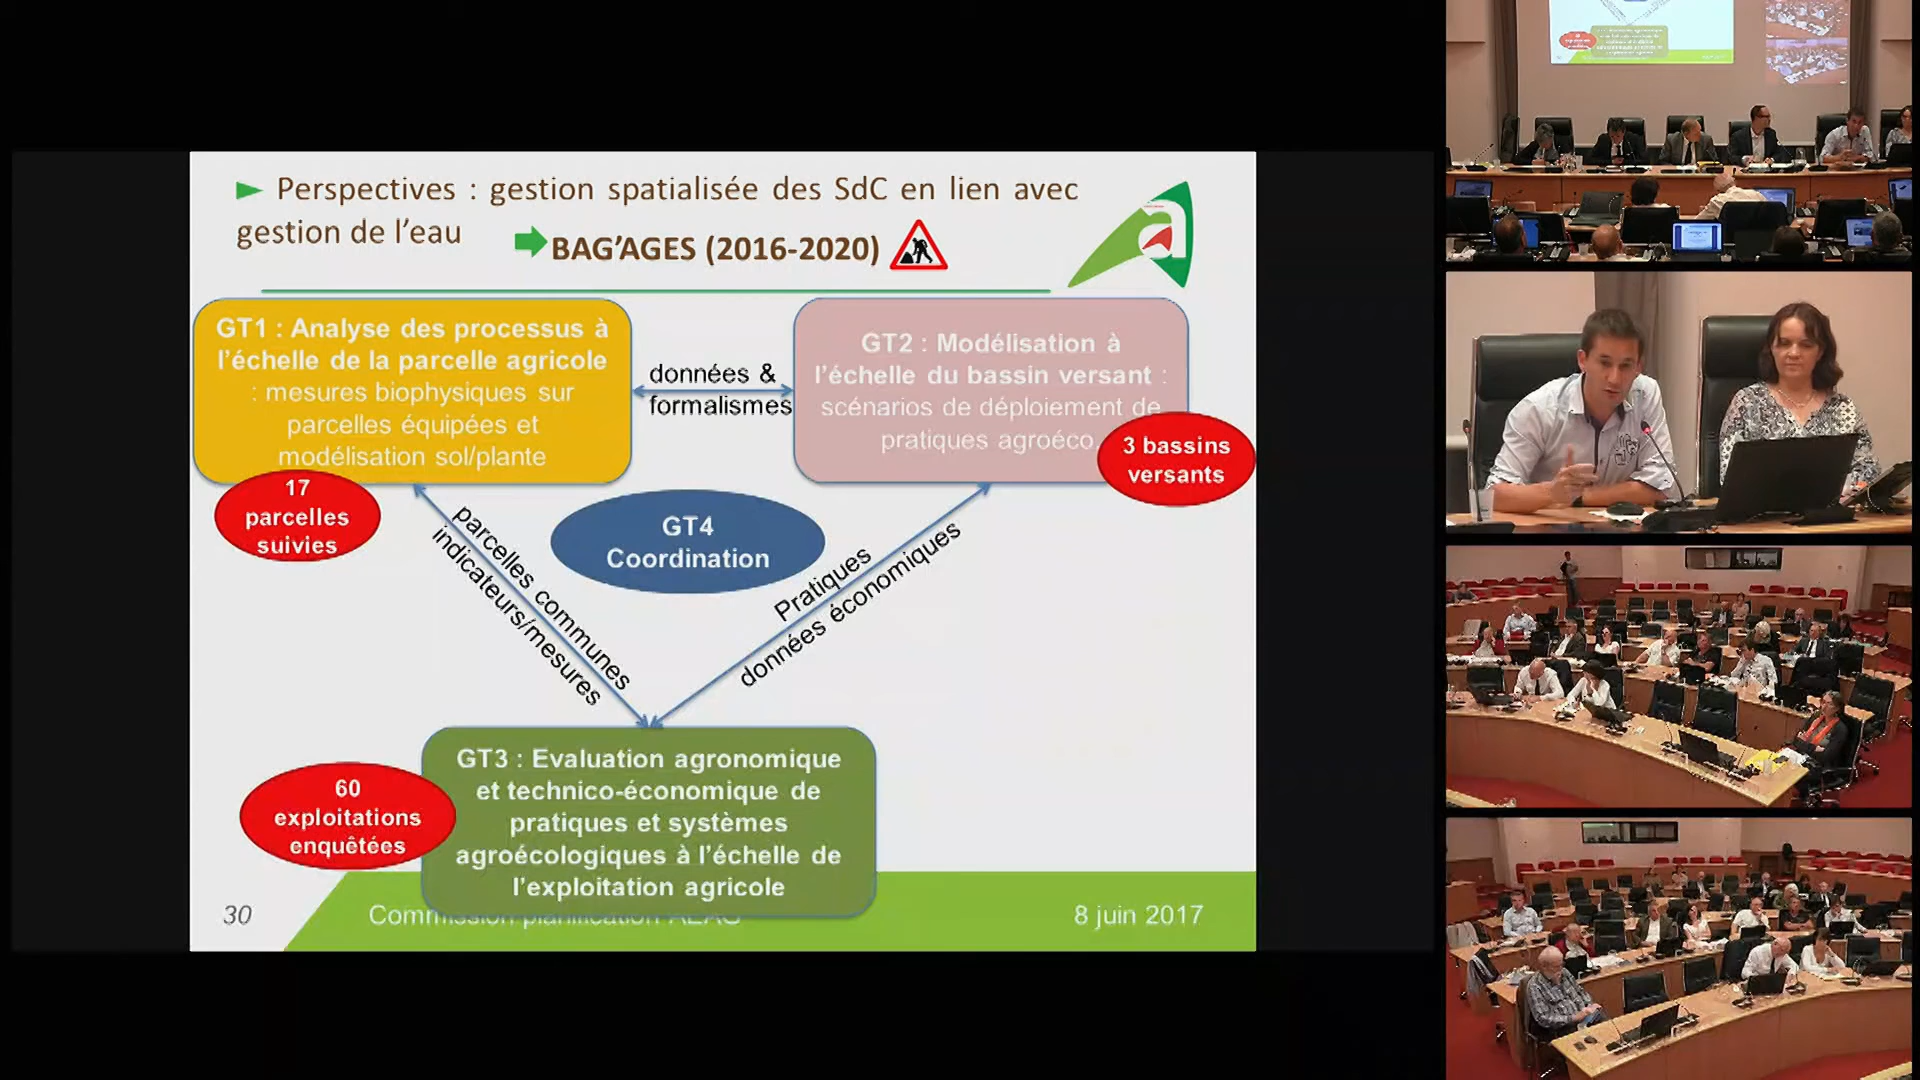 Perspectives : gestion spatialisée des SdC en lien avec
gestion de l’eau
BAG’AGES (2016-2020)
a
GT1 : Analyse des processus à
l’échelle de la parcelle agricole
: mesures biophysiques sur
parcelles équipées et
modélisation sol/plante
17
parcelles
suivies
données &
formalismes
GT2 : Modélisation à
l’échelle du bassin versant :
scénarios de déploiement de
pratiques agroéco.
3 bassins
versants
GT4
Coordination
parcelles communes
indicateurs/mesures
Pratiques
données économiques
60
exploitations
enquêtées
GT3 : Evaluation agronomique
et technico-économique de
pratiques et systèmes
agroécologiques à l’échelle de
l’exploitation agricole
30
Commission planification AEAG
8 juin 2017